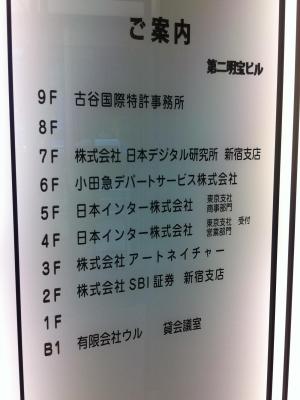 ご案内
第二明宝ビル
9F 古谷国際特許事務所
8F
7F 株式会社 日本デジタル研究所 新宿支店
6F 小田急デパートサービス株式会社
5F 日本インター株式会社 東京支社 商事部門
4F 日本インター株式会社 東京支社 受付 営業部門
3F 株式会社アートネイチャー
2F 株式会社SBI証券 新宿支店
1F
B1 有限会社ウル 貸会議室